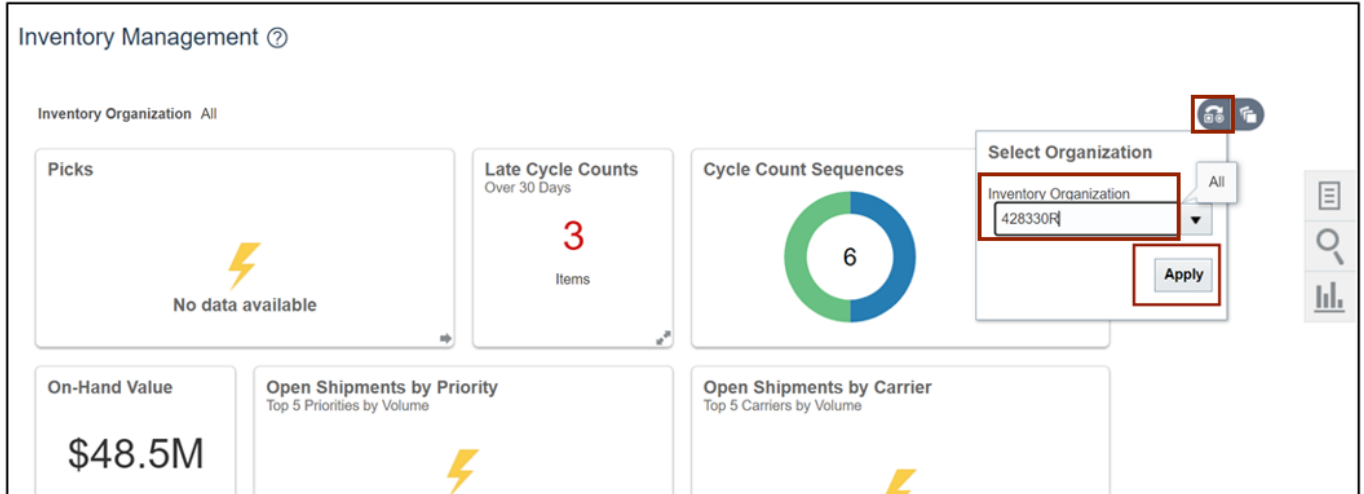 Inventory Management ?
Inventory Organization All
Picks
No data available
Late Cycle Counts
Over 30 Days
3
Items
Cycle Count Sequences
6
Select Organization
Inventory Organization
All
428330R
Apply
On-Hand Value
$48.5M
Open Shipments by Priority
Top 5 Priorities by Volume
Open Shipments by Carrier
Top 5 Carriers by Volume